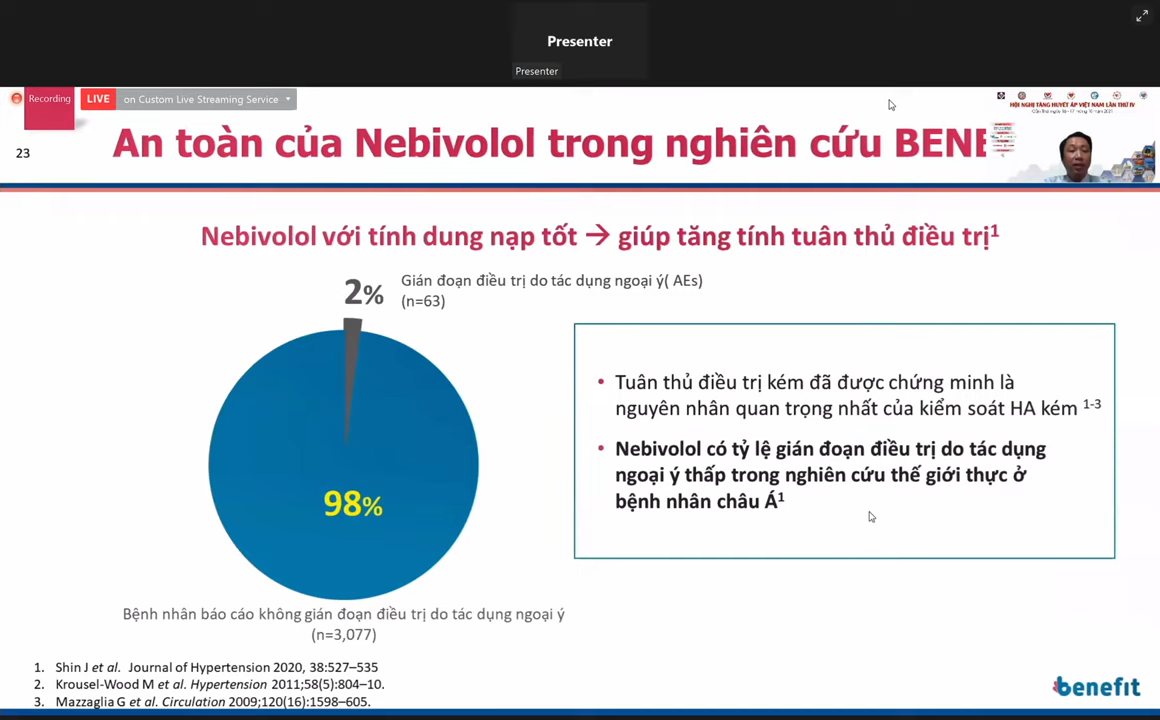 Presenter
Presenter
Recording
LIVE
on Custom Live Streaming Service
HỘI NGHỊ TĂNG HUYẾT ÁP VIỆT NAM LẦN THỨ IV
23
An toàn của Nebivolol trong nghiên cứu BENE
Nebivolol với tính dung nạp tốt → giúp tăng tính tuân thủ điều trị¹
2%
Gián đoạn điều trị do tác dụng ngoại ý( AEs)
(n=63)
98%
Bệnh nhân báo cáo không gián đoạn điều trị do tác dụng ngoại ý
(n=3,077)
• Tuân thủ điều trị kém đã được chứng minh là
nguyên nhân quan trọng nhất của kiểm soát HA kém ¹⁻³
• Nebivolol có tỷ lệ gián đoạn điều trị do tác dụng
ngoại ý thấp trong nghiên cứu thế giới thực ở
bệnh nhân châu Á¹
1. Shin J et al. Journal of Hypertension 2020, 38:527–535
2. Krousel-Wood M et al. Hypertension 2011;58(5):804–10.
3. Mazzaglia G et al. Circulation 2009;120(16):1598–605.
benefit